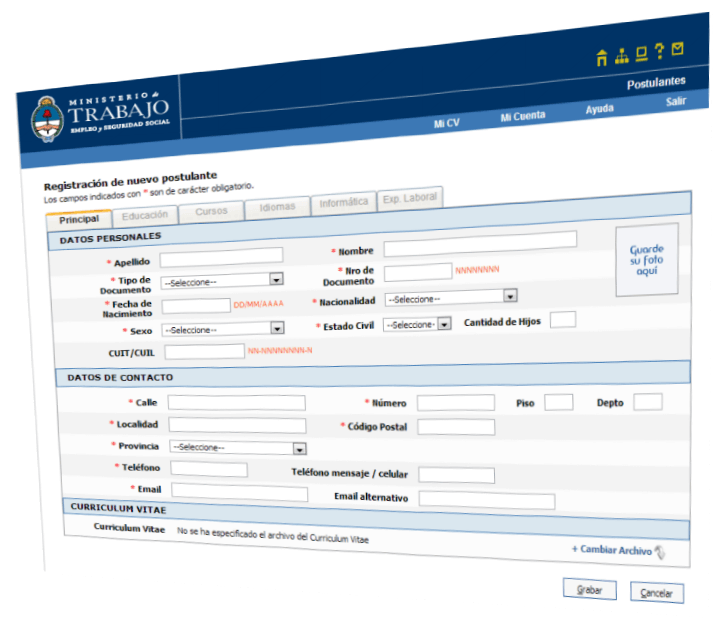 MINISTERIO de
TRABAJO
EMPLEO y SEGURIDAD SOCIAL
?
Postulantes
Mi CV Mi Cuenta Ayuda Salir
Registración de nuevo postulante
Los campos indicados con * son de carácter obligatorio.
Principal Educación Cursos Idiomas Informática Exp. Laboral
DATOS PERSONALES
* Apellido * Nombre
Guarde
su foto
aquí
* Tipo de
Documento --Seleccione-- * Nro de
Documento NNNNNNNN
* Fecha de
Nacimiento DD/MM/AAAA * Nacionalidad --Seleccione--
* Sexo --Seleccione-- * Estado Civil --Seleccione- Cantidad de Hijos
CUIT/CUIL NN-NNNNNNNN-N
DATOS DE CONTACTO
* Calle * Número Piso Depto
* Localidad * Código Postal
* Provincia --Seleccione--
* Teléfono Teléfono mensaje / celular
* Email Email alternativo
CURRICULUM VITAE
Curriculum Vitae No se ha especificado el archivo del Curriculum Vitae
+ Cambiar Archivo
Grabar Cancelar